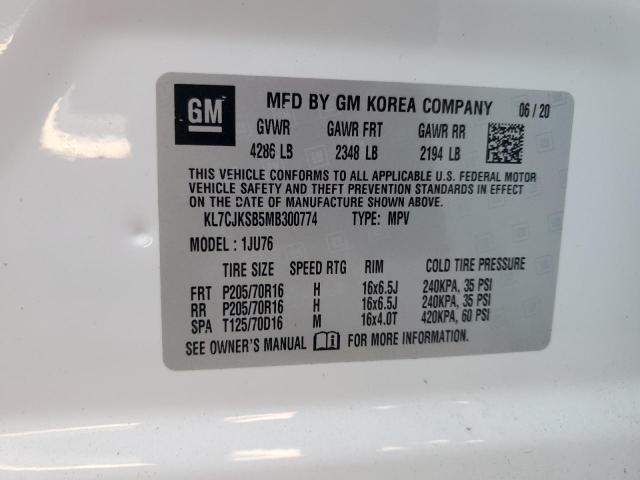 GM MFD BY GM KOREA COMPANY 06/20
GVWR GAWR FRT GAWR RR
4286 LB 2348 LB 2194 LB
THIS VEHICLE CONFORMS TO ALL APPLICABLE U.S. FEDERAL MOTOR
VEHICLE SAFETY AND THEFT PREVENTION STANDARDS IN EFFECT
ON THE DATE OF MANUFACTURE SHOWN ABOVE.
KL7CJKSB5MB300774 TYPE: MPV
MODEL: 1JU76
TIRE SIZE SPEED RTG RIM COLD TIRE PRESSURE
FRT P205/70R16 H 16x6.5J 240KPA, 35 PSI
RR P205/70R16 H 16x6.5J 240KPA, 35 PSI
SPA T125/70D16 M 16x4.0T 420KPA, 60 PSI
SEE OWNER'S MANUAL FOR MORE INFORMATION.